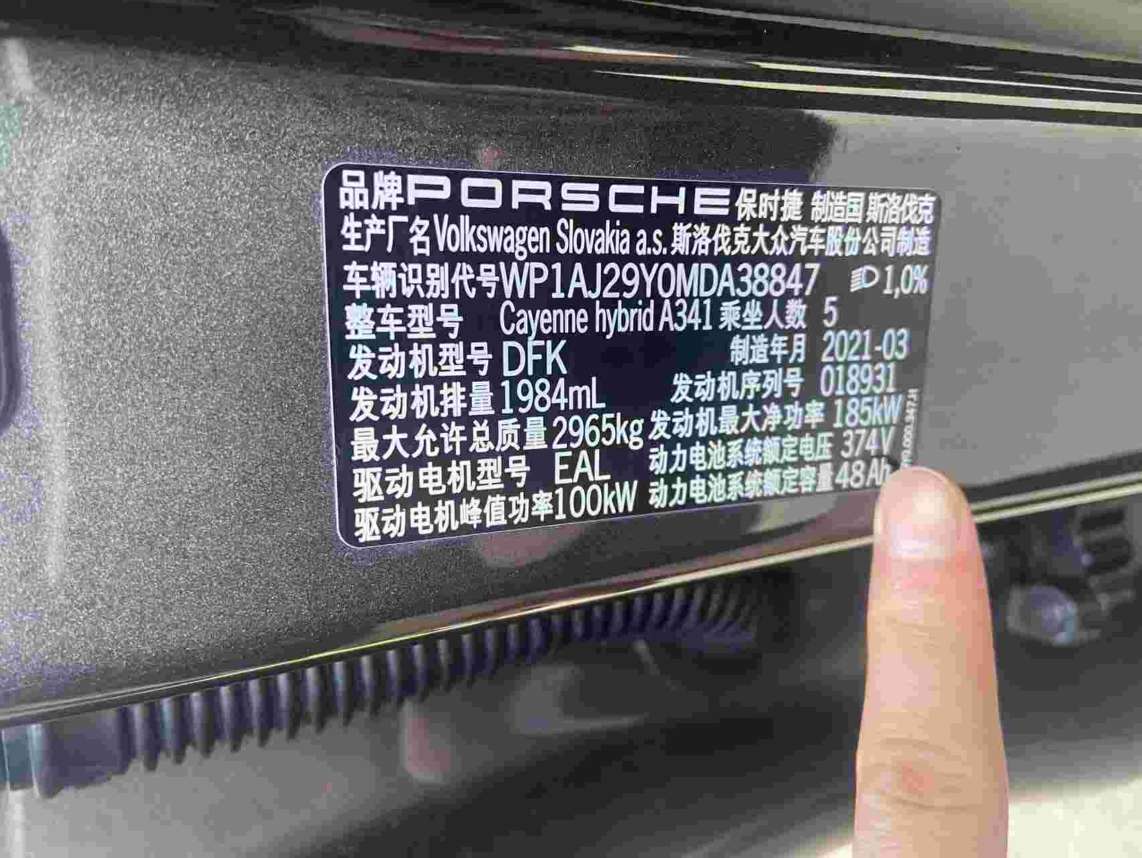 品牌PORSCHE 保时捷 制造国 斯洛伐克
生产厂名Volkswagen Slovakia a.s.斯洛伐克大众汽车股份公司制造
车辆识别代号WP1AJ29Y0MDA38847 1,0%
整车型号 Cayenne hybrid A341 乘坐人数 5
发动机型号DFK 制造年月 2021-03
发动机排量1984mL 发动机序列号 018931
最大允许总质量2965kg 发动机最大净功率 185kW
驱动电机型号 EAL 动力电池系统额定电压 374V
驱动电机峰值功率100kW 动力电池系统额定容量48Ah